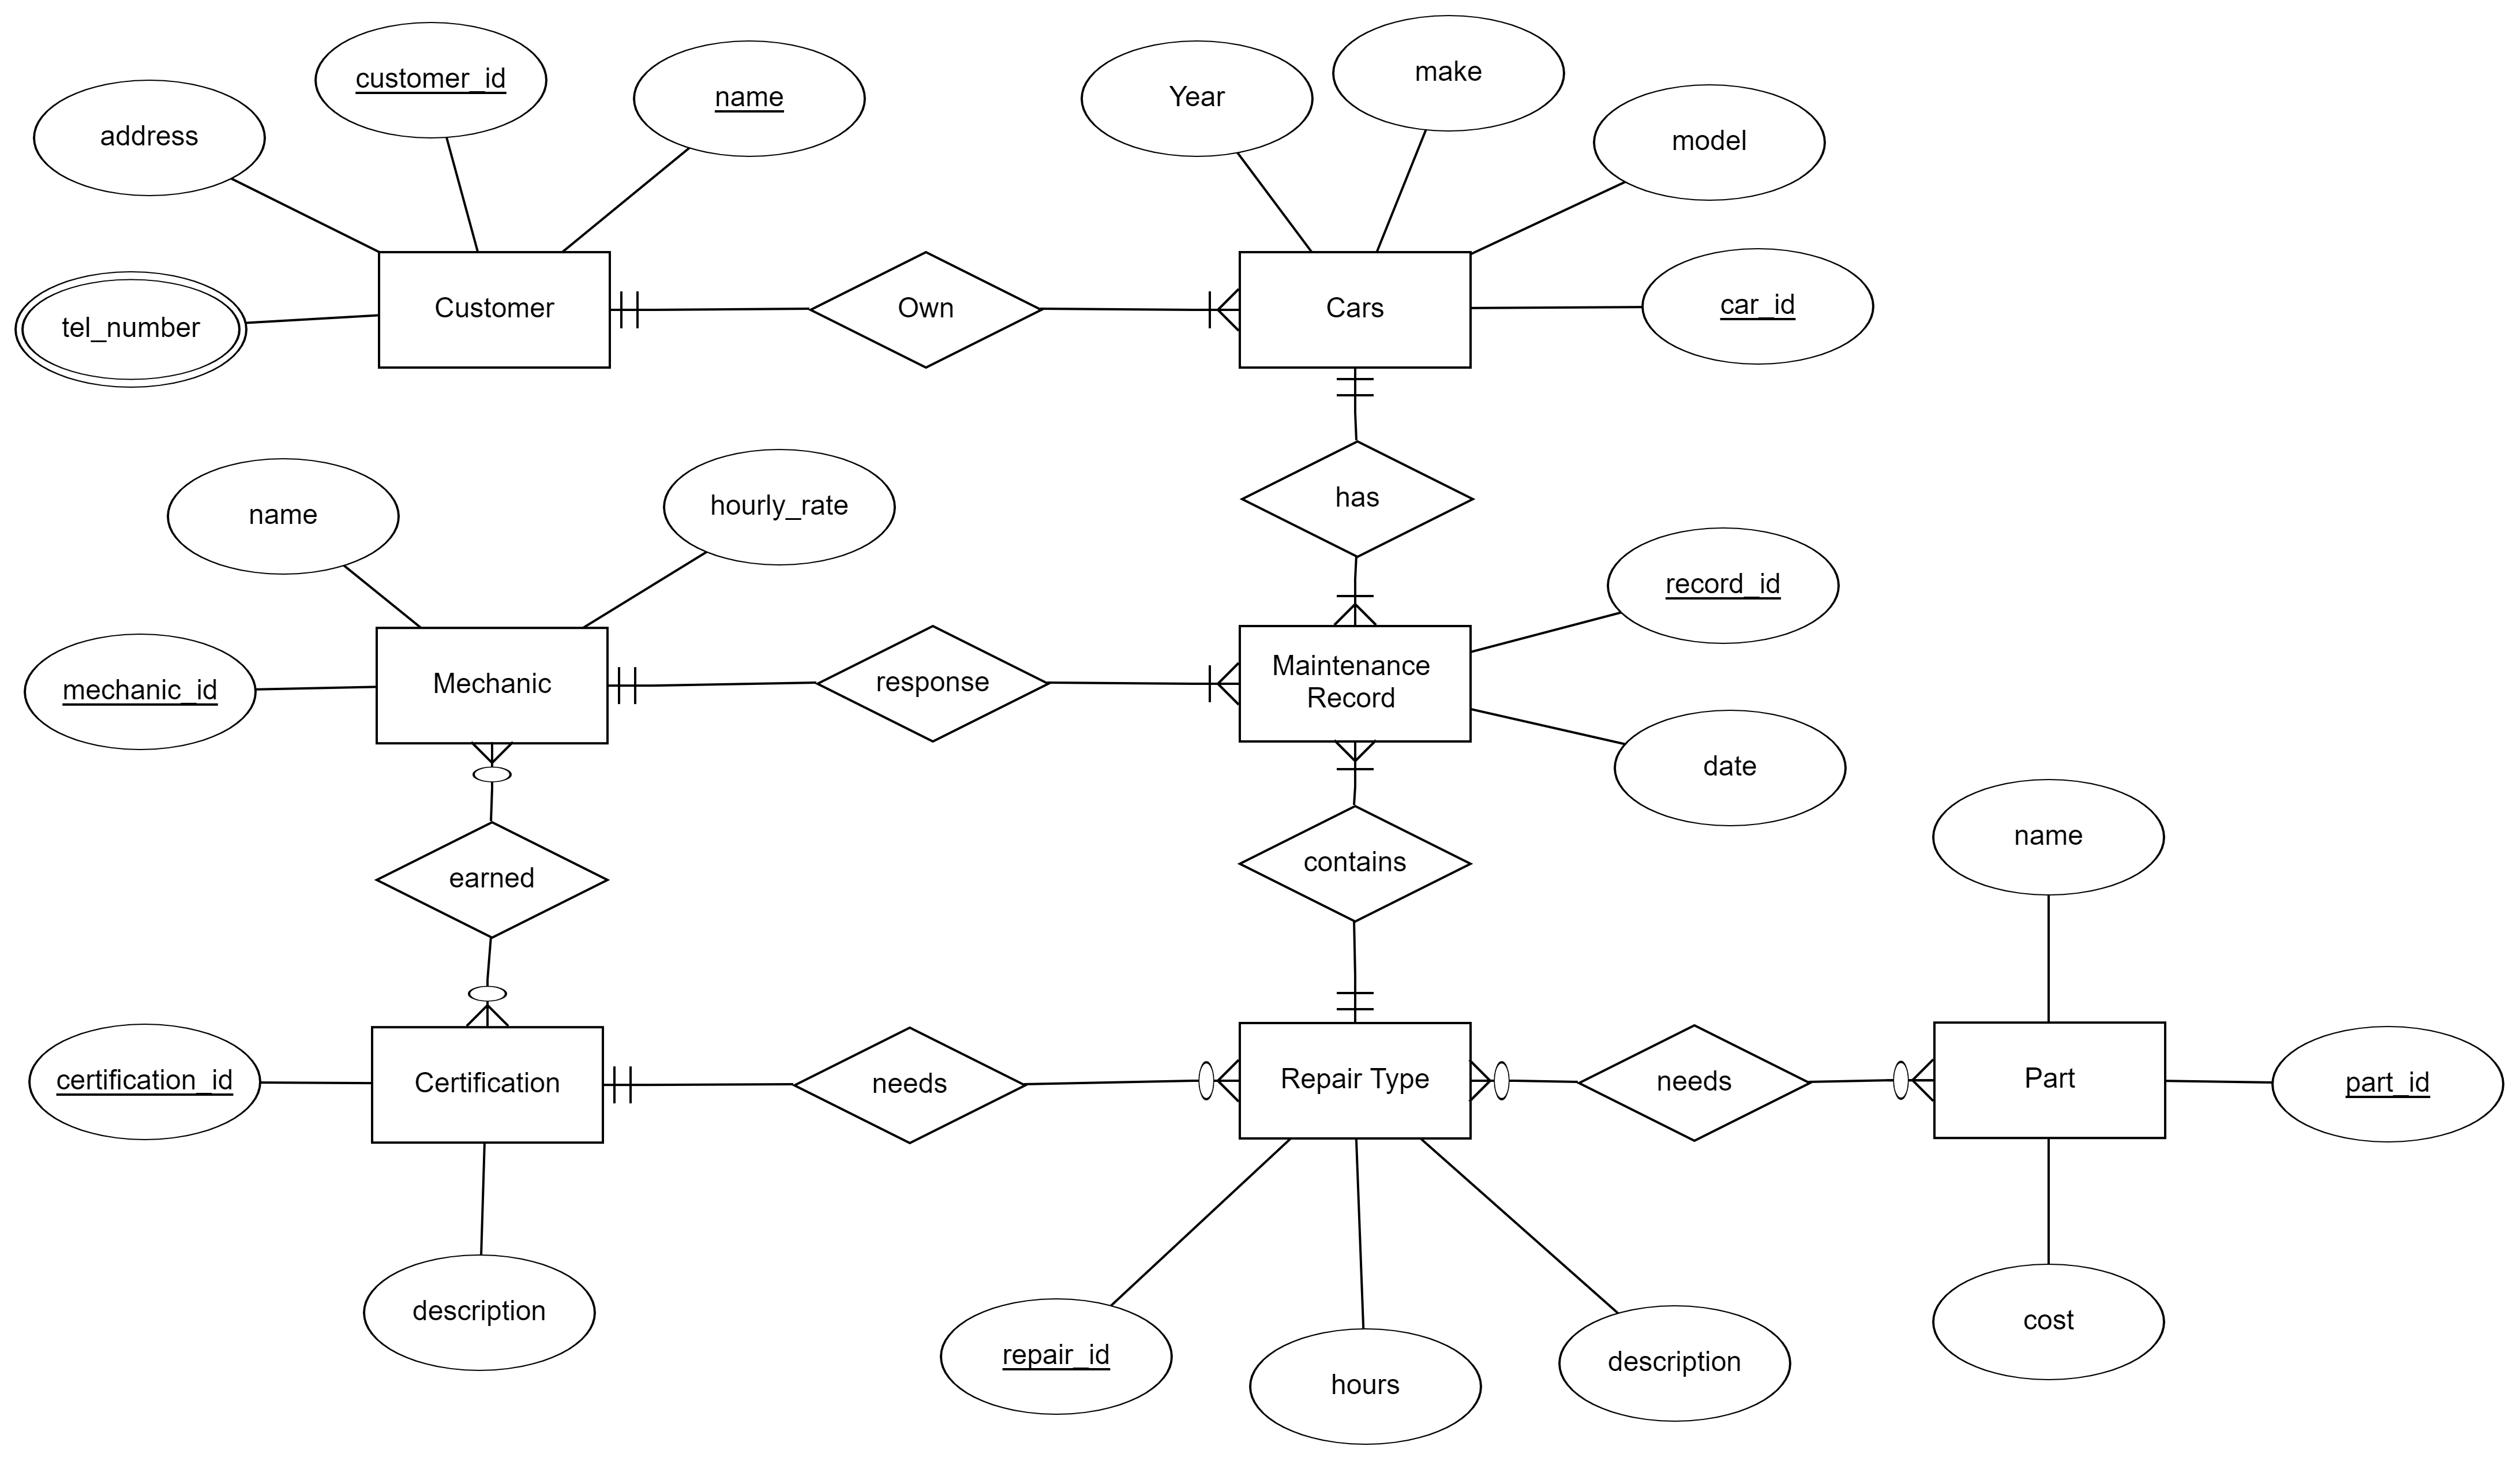 customer_id
name
address
tel_number
Customer
Own
Year
make
model
car_id
Cars
has
name
hourly_rate
mechanic_id
Mechanic
response
Maintenance
Record
record_id
date
earned
contains
name
certification_id
Certification
needs
Repair Type
needs
Part
part_id
description
repair_id
hours
description
cost